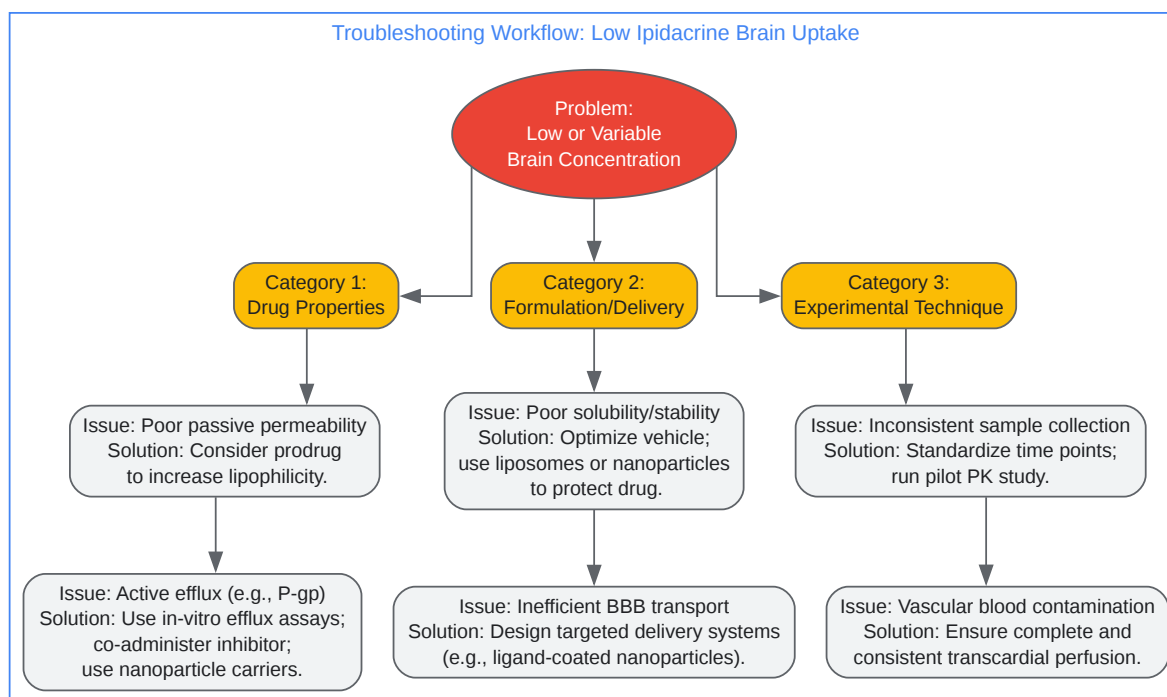 Troubleshooting Workflow: Low Ipidacrine Brain Uptake
Problem:
Low or Variable
Brain Concentration
Category 1:
Drug Properties
Category 2:
Formulation/Delivery
Category 3:
Experimental Technique
Issue: Poor passive permeability
Solution: Consider prodrug
to increase lipophilicity.
Issue: Poor solubility/stability
Solution: Optimize vehicle;
use liposomes or nanoparticles
to protect drug.
Issue: Inconsistent sample collection
Solution: Standardize time points;
run pilot PK study.
Issue: Active efflux (e.g., P-gp)
Solution: Use in-vitro efflux assays;
co-administer inhibitor;
use nanoparticle carriers.
Issue: Inefficient BBB transport
Solution: Design targeted delivery systems
(e.g., ligand-coated nanoparticles).
Issue: Vascular blood contamination
Solution: Ensure complete and
consistent transcardial perfusion.